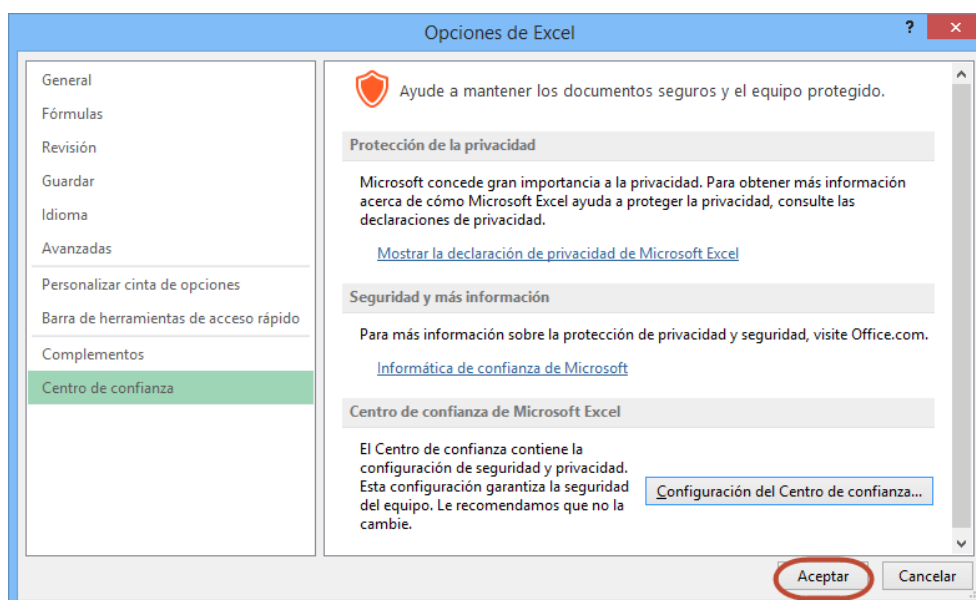 Opciones de Excel
?
General
Fórmulas
Revisión
Guardar
Idioma
Avanzadas
Personalizar cinta de opciones
Barra de herramientas de acceso rápido
Complementos
Centro de confianza
Ayude a mantener los documentos seguros y el equipo protegido.
Protección de la privacidad
Microsoft concede gran importancia a la privacidad. Para obtener más información
acerca de cómo Microsoft Excel ayuda a proteger la privacidad, consulte las
declaraciones de privacidad.
Mostrar la declaración de privacidad de Microsoft Excel
Seguridad y más información
Para más información sobre la protección de privacidad y seguridad, visite Office.com.
Informática de confianza de Microsoft
Centro de confianza de Microsoft Excel
El Centro de confianza contiene la
configuración de seguridad y privacidad.
Esta configuración garantiza la seguridad
del equipo. Le recomendamos que no la
cambie.
Configuración del Centro de confianza...
Aceptar
Cancelar